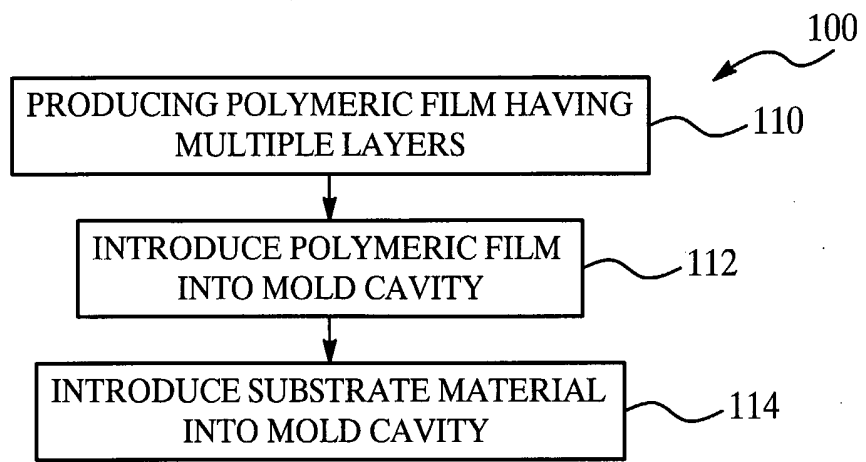 100
PRODUCING POLYMERIC FILM HAVING
MULTIPLE LAYERS
110
INTRODUCE POLYMERIC FILM
INTO MOLD CAVITY
112
INTRODUCE SUBSTRATE MATERIAL
INTO MOLD CAVITY
114